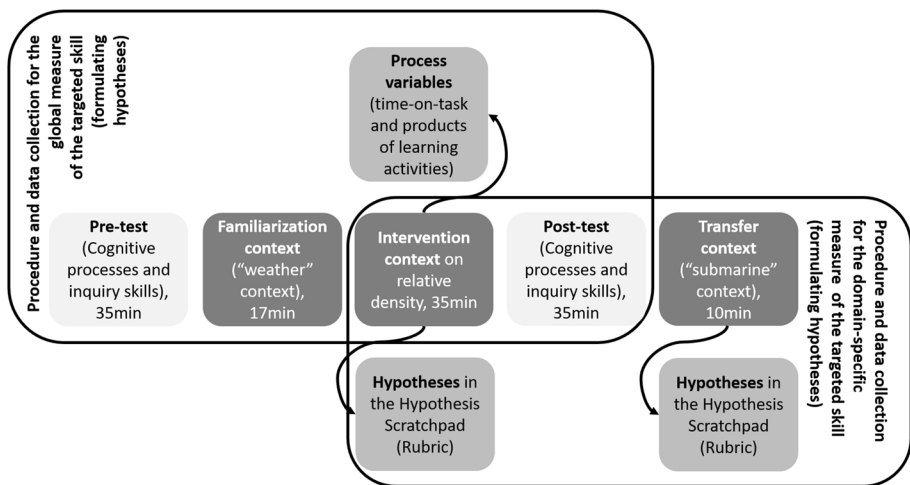 Procedure and data collection for the
global measure
of the targeted skill
(formulating
hypotheses)
Process
variables
(time-on-task
and products
of learning
activities)
Pre-test
(Cognitive
processes and
inquiry skills),
35min
Familiarization
context
("weather"
context),
17min
Intervention
context on
relative
density, 35min
Post-test
(Cognitive
processes and
inquiry skills),
35min
Transfer
context
("submarine"
context),
10min
Procedure and data collection
for the domain-specific
measure of the targeted skill
(formulating hypotheses)
Hypotheses in
the Hypothesis
Scratchpad
(Rubric)
Hypotheses in
the Hypothesis
Scratchpad
(Rubric)